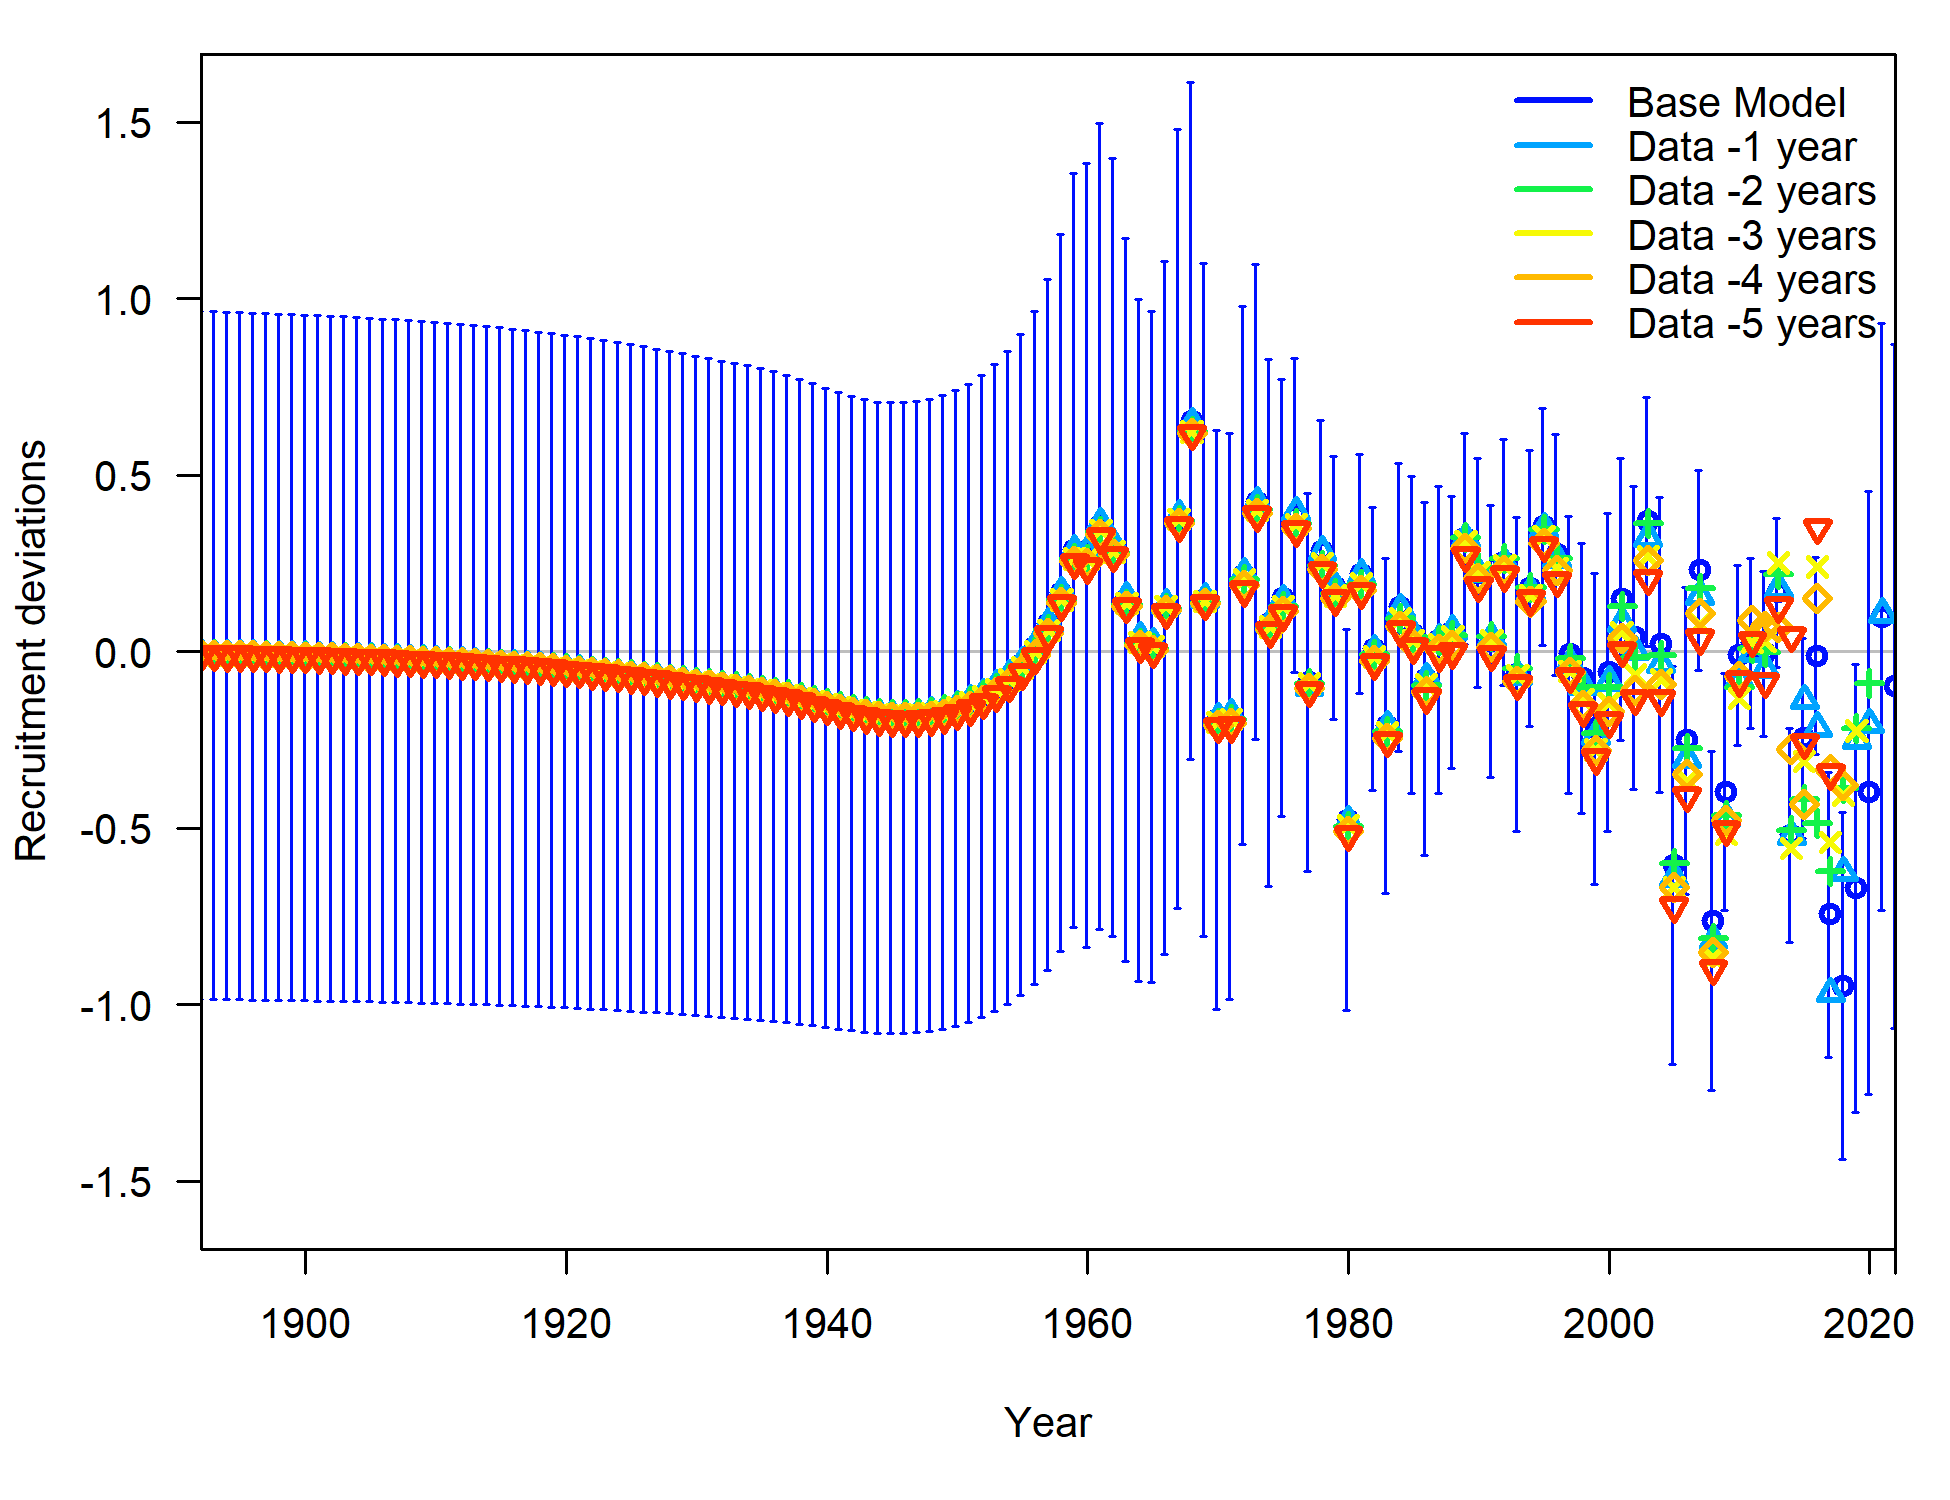 Base Model
Data -1 year
Data -2 years
Data -3 years
Data -4 years
Data -5 years
1.5
1.0
0.5
0.0
-0.5
-1.0
-1.5
Recruitment deviations
1900 1920 1940 1960 1980 2000 2020
Year